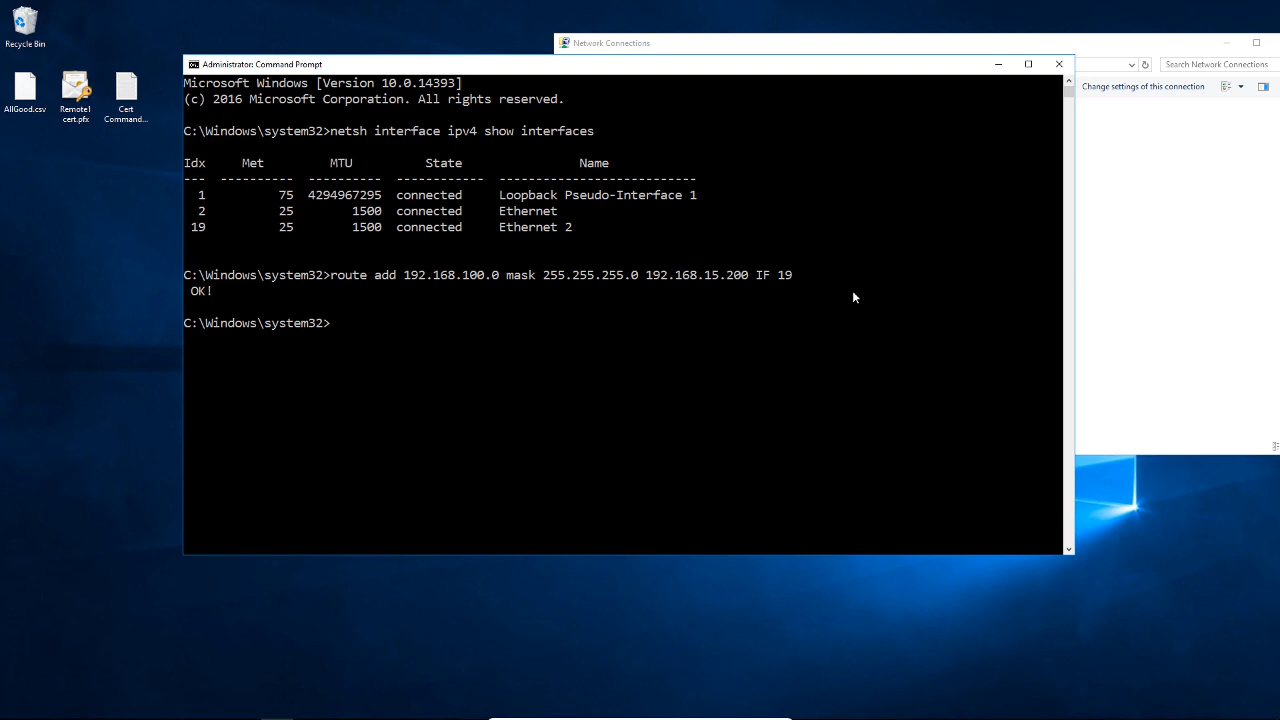 Recycle Bin
AllGood.csv
Remote1
cert.pfx
Cert
Command...
Network Connections
Search Network Connections
Change settings of this connection
Administrator: Command Prompt
Microsoft Windows [Version 10.0.14393]
(c) 2016 Microsoft Corporation. All rights reserved.
C:\Windows\system32>netsh interface ipv4 show interfaces
Idx     Met         MTU          State                Name
---  ----------  ----------  ------------  ---------------------------
  1          75  4294967295  connected     Loopback Pseudo-Interface 1
  2          25        1500  connected     Ethernet
 19          25        1500  connected     Ethernet 2
C:\Windows\system32>route add 192.168.100.0 mask 255.255.255.0 192.168.15.200 IF 19
 OK!
C:\Windows\system32>